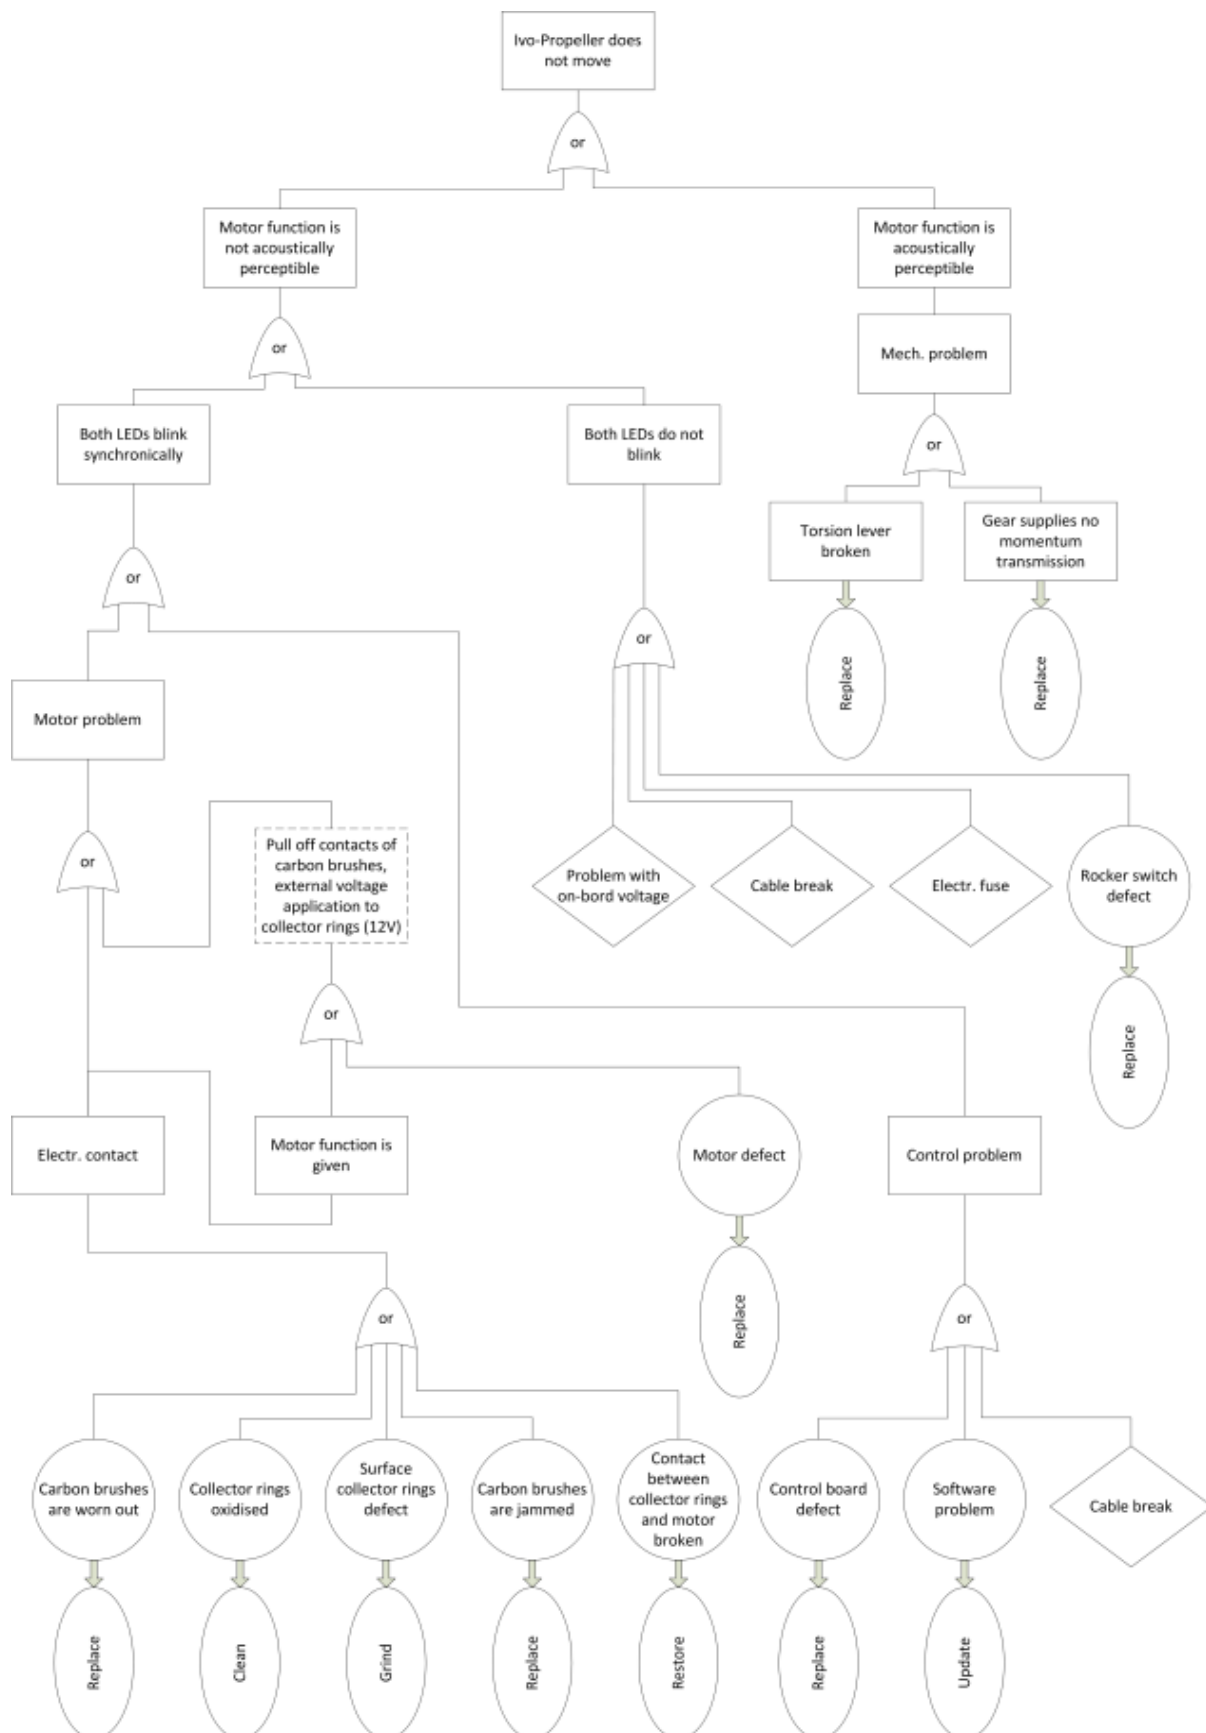 Ivo-Propeller does
not move
or
Motor function is
not acoustically
perceptible
Motor function is
acoustically
perceptible
or
Mech. problem
Both LEDs blink
synchronically
Both LEDs do not
blink
or
Torsion lever
broken
Gear supplies no
momentum
transmission
or
or
Replace
Replace
Motor problem
Pull off contacts of
carbon brushes,
external voltage
application to
collector rings (12V)
or
Problem with
on-bord voltage
Cable break
Electr. fuse
Rocker switch
defect
or
Replace
Electr. contact
Motor function is
given
Motor defect
Control problem
Replace
or
or
Carbon brushes
are worn out
Collector rings
oxidised
Surface
collector rings
defect
Carbon brushes
are jammed
Contact
between
collector rings
and motor
broken
Control board
defect
Software
problem
Cable break
Replace
Clean
Grind
Replace
Restore
Replace
Update